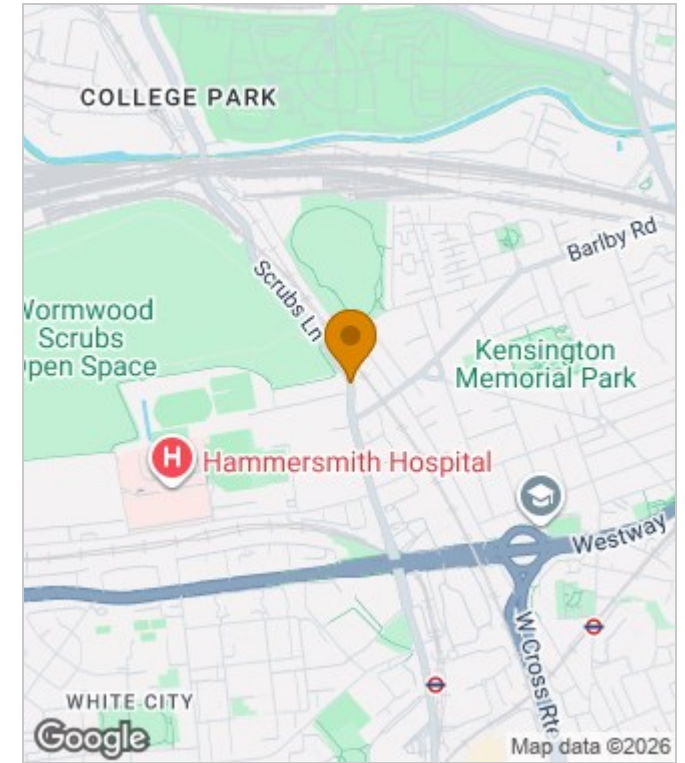 COLLEGE PARK
Barlby Rd
Scrubs Ln
Wormwood
Scrubs
Open Space
Kensington
Memorial Park
H Hammersmith Hospital
Westway
W Cross Rte
WHITE CITY
Google
Map data ©2026